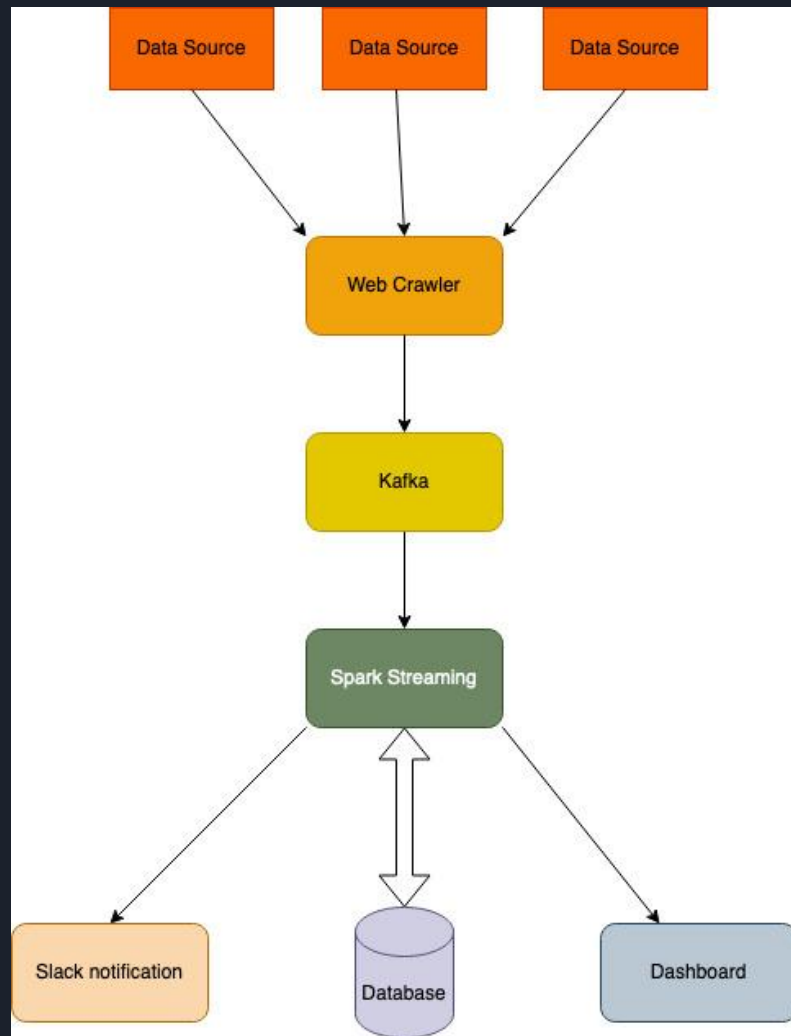 Data Source
Data Source
Data Source
Web Crawler
Kafka
Spark Streaming
Slack notification
Database
Dashboard